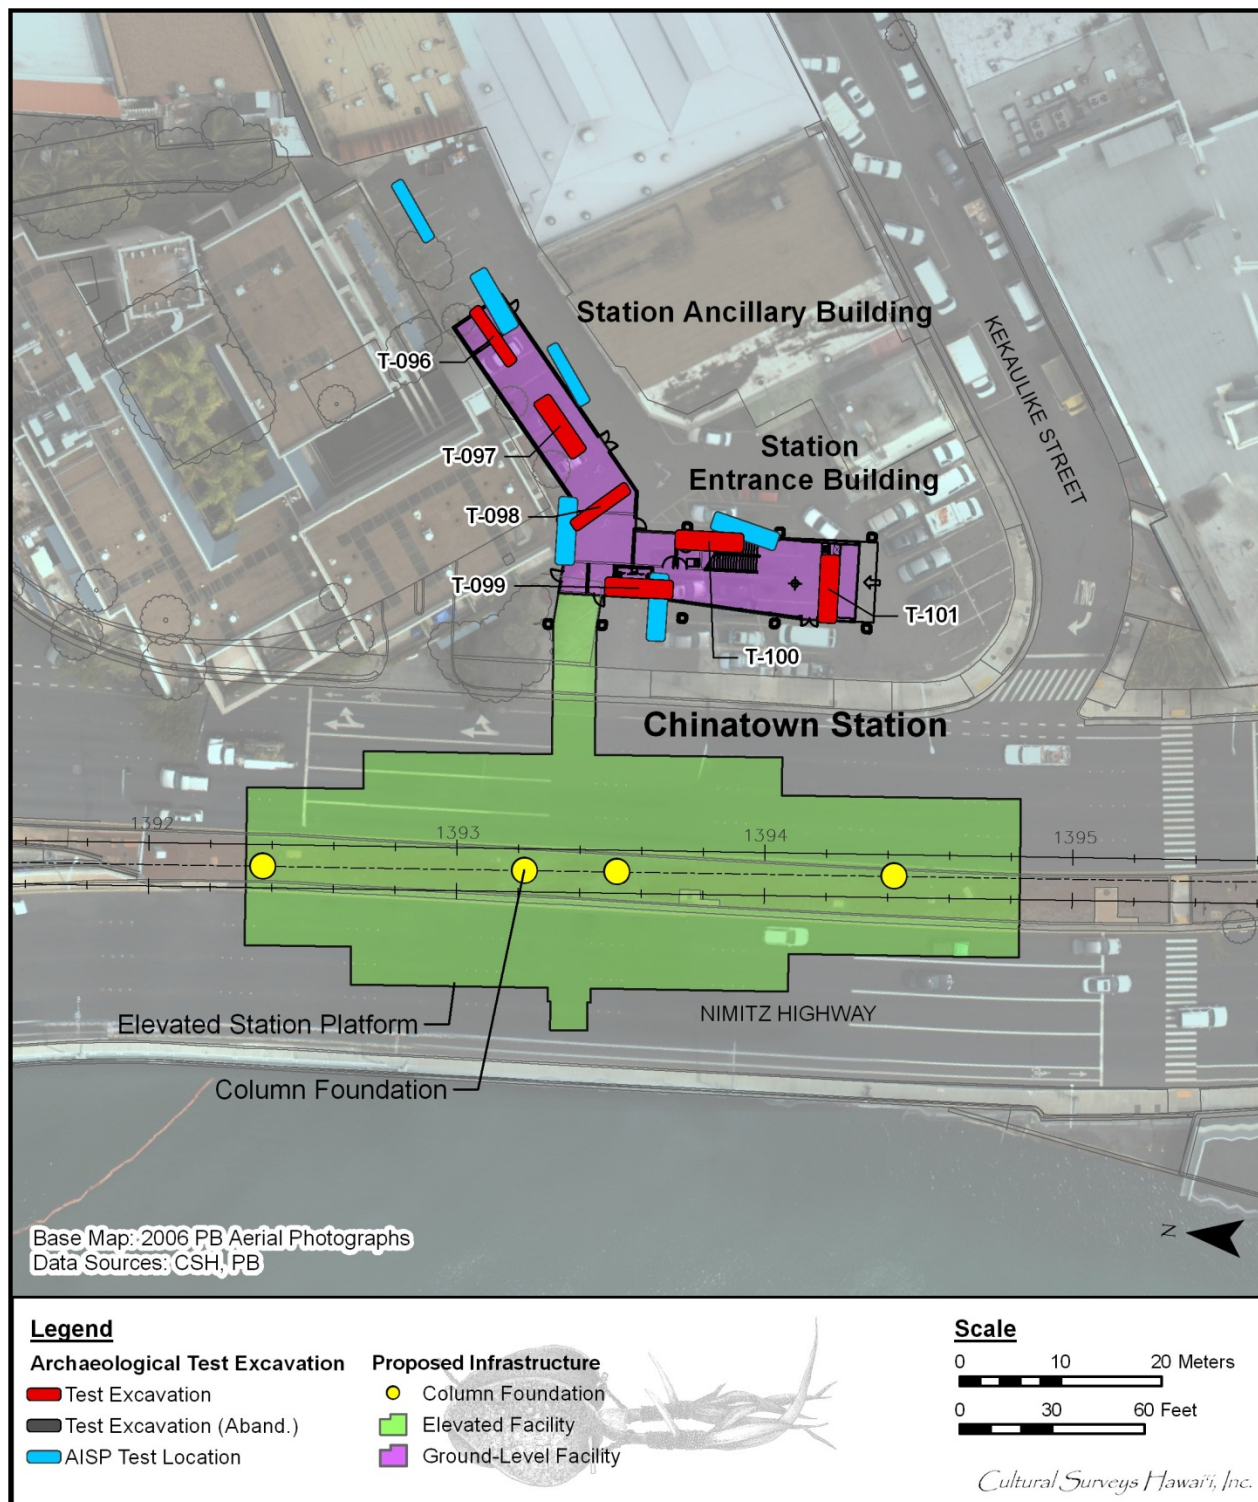 Station Ancillary Building
T-096
KEKAULIKE STREET
T-097
Station
Entrance Building
T-098
T-099
T-101
T-100
Chinatown Station
1392
1393
1394
1395
NIMITZ HIGHWAY
Elevated Station Platform
Column Foundation
N
Base Map: 2006 PB Aerial Photographs
Data Sources: CSH, PB
Legend
Archaeological Test Excavation
Test Excavation
Test Excavation (Aband.)
AISP Test Location
Proposed Infrastructure
Column Foundation
Elevated Facility
Ground-Level Facility
Scale
0 10 20 Meters
0 30 60 Feet
Cultural Surveys Hawai'i, Inc.